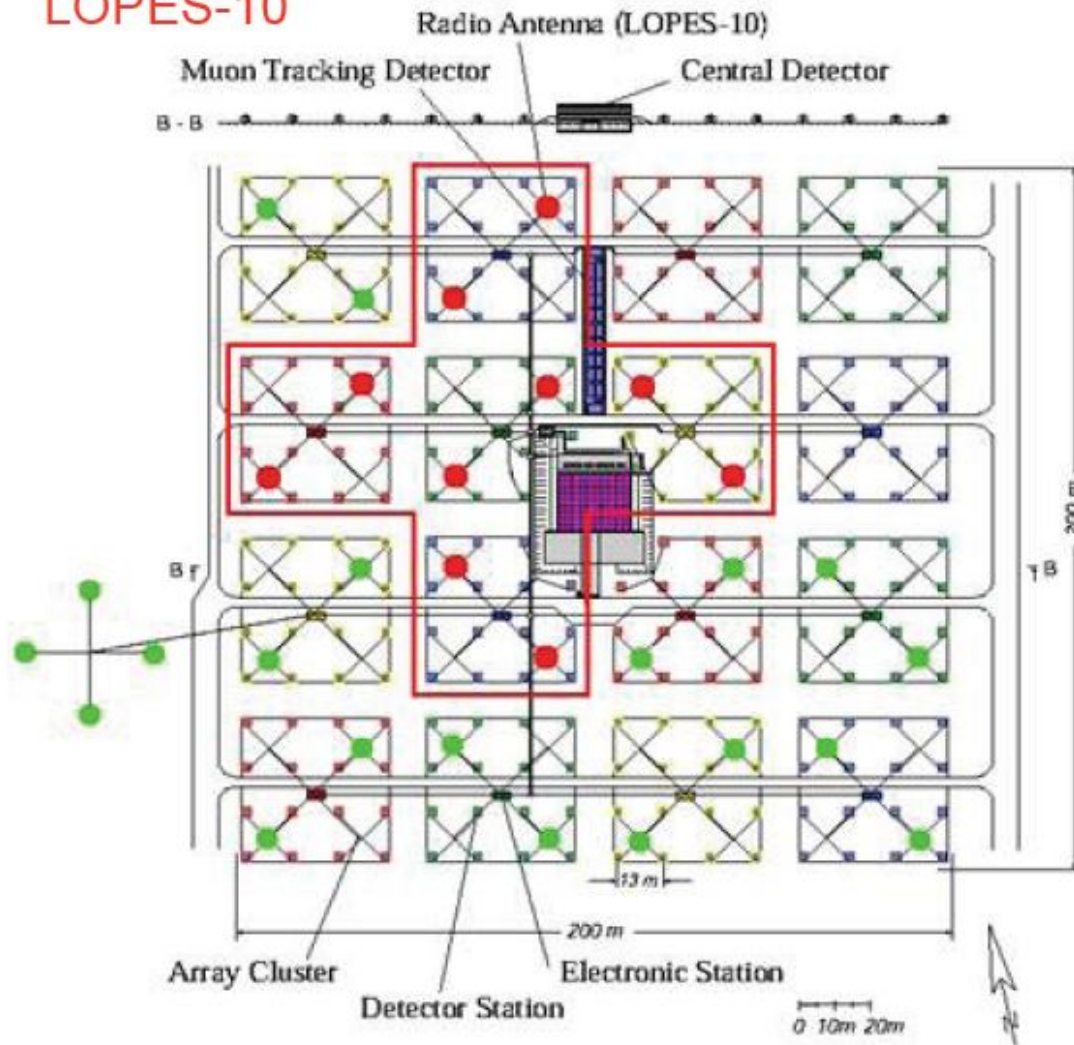 LOPES-10
Radio Antenna (LOPES-10)
Muon Tracking Detector
Central Detector
B - B
200 m
B
B
13 m
200 m
Array Cluster
Electronic Station
Detector Station
0 10m 20m
N